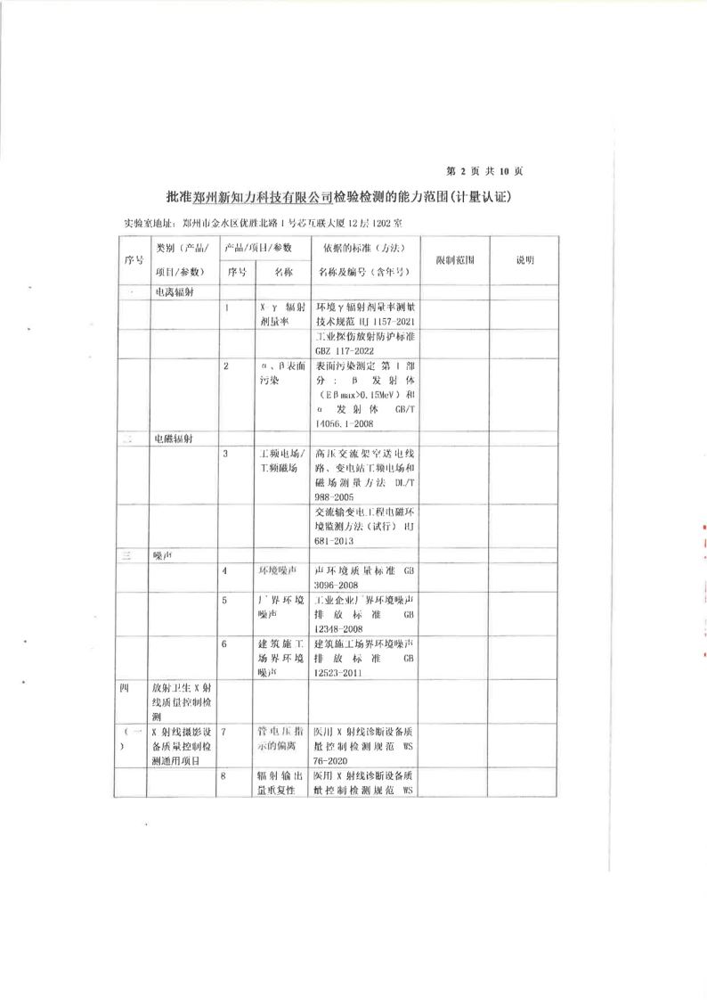 第 2 页 共 10 页
批准郑州新知力科技有限公司检验检测的能力范围(计量认证)
实验室地址：郑州市金水区优胜北路 1 号芯互联大厦 12 层 1202 室
序号
类别（产品/
项目/参数）
产品/项目/参数
序号
名称
依据的标准（方法）
名称及编号（含年号）
限制范围
说明
一
电离辐射
1
X γ 辐射
剂量率
环境 γ 辐射剂量率测量
技术规范 HJ 1157-2021
工业探伤放射防护标准
GBZ 117-2022
2
α、β表面
污染
表面污染测定 第 1 部
分 ： β 发 射 体
（Eβmax>0.15MeV）和
α 发 射 体 GB/T
14056.1-2008
二
电磁辐射
3
工频电场/
工频磁场
高压交流架空送电线
路、变电站工频电场和
磁场测量方法 DL/T
988-2005
交流输变电工程电磁环
境监测方法（试行） HJ
681-2013
三
噪声
4
环境噪声
声环境质量标准 GB
3096-2008
5
厂界环境
噪声
工业企业厂界环境噪声
排 放 标 准 GB
12348-2008
6
建筑施工
场界环境
噪声
建筑施工场界环境噪声
排 放 标 准 GB
12523-2011
四
放射卫生 X 射
线质量控制检
测
（一
）
X 射线摄影设
备质量控制检
测通用项目
7
管电压指
示的偏离
医用 X 射线诊断设备质
量控制检测规范 WS
76-2020
8
辐射输出
量重复性
医用 X 射线诊断设备质
量控制检测规范 WS